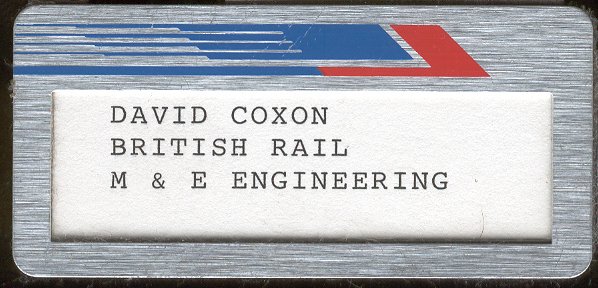 DAVID COXON
BRITISH RAIL
M & E ENGINEERING